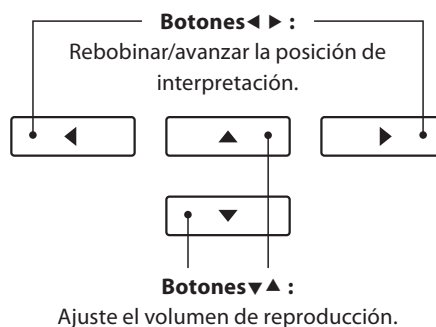 Botones◀ ▶ :
Rebobinar/avanzar la posición de
interpretación.
◀ ▲ ▶
▼
Botones▼▲ :
Ajuste el volumen de reproducción.